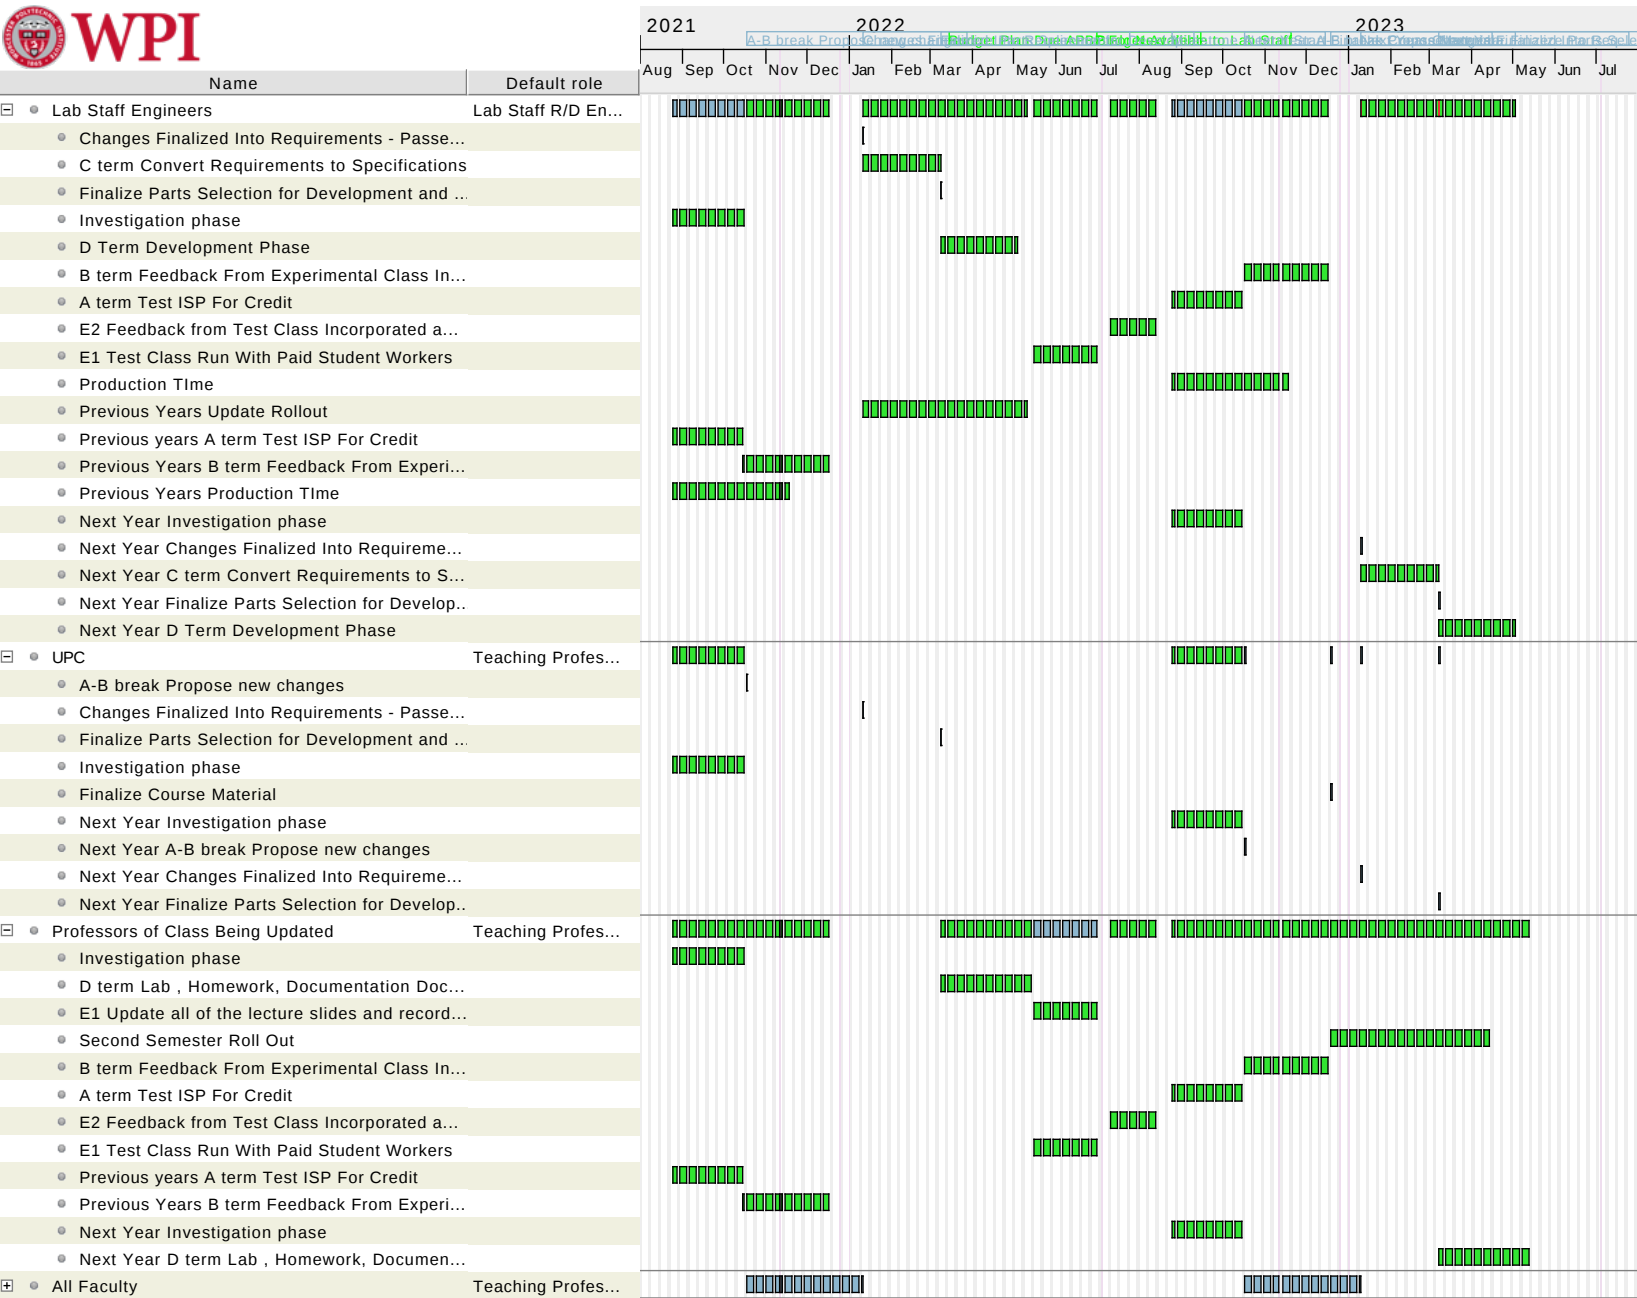 WPI
2021 2022 2023
A-B break Propose new changes
Aug Sep Oct Nov Dec Jan Feb Mar Apr May Jun Jul Aug Sep Oct Nov Dec Jan Feb Mar Apr May Jun Jul
Name Default role
Lab Staff Engineers Lab Staff R/D En...
Changes Finalized Into Requirements - Passe...
C term Convert Requirements to Specifications
Finalize Parts Selection for Development and ...
Investigation phase
D Term Development Phase
B term Feedback From Experimental Class In...
A term Test ISP For Credit
E2 Feedback from Test Class Incorporated a...
E1 Test Class Run With Paid Student Workers
Production TIme
Previous Years Update Rollout
Previous years A term Test ISP For Credit
Previous Years B term Feedback From Experi...
Previous Years Production TIme
Next Year Investigation phase
Next Year Changes Finalized Into Requireme...
Next Year C term Convert Requirements to S...
Next Year Finalize Parts Selection for Develop..
Next Year D Term Development Phase
UPC Teaching Profes...
A-B break Propose new changes
Changes Finalized Into Requirements - Passe...
Finalize Parts Selection for Development and ...
Investigation phase
Finalize Course Material
Next Year Investigation phase
Next Year A-B break Propose new changes
Next Year Changes Finalized Into Requireme...
Next Year Finalize Parts Selection for Develop..
Professors of Class Being Updated Teaching Profes...
Investigation phase
D term Lab , Homework, Documentation Doc...
E1 Update all of the lecture slides and record...
Second Semester Roll Out
B term Feedback From Experimental Class In...
A term Test ISP For Credit
E2 Feedback from Test Class Incorporated a...
E1 Test Class Run With Paid Student Workers
Previous years A term Test ISP For Credit
Previous Years B term Feedback From Experi...
Next Year Investigation phase
Next Year D term Lab , Homework, Documen...
All Faculty Teaching Profes...